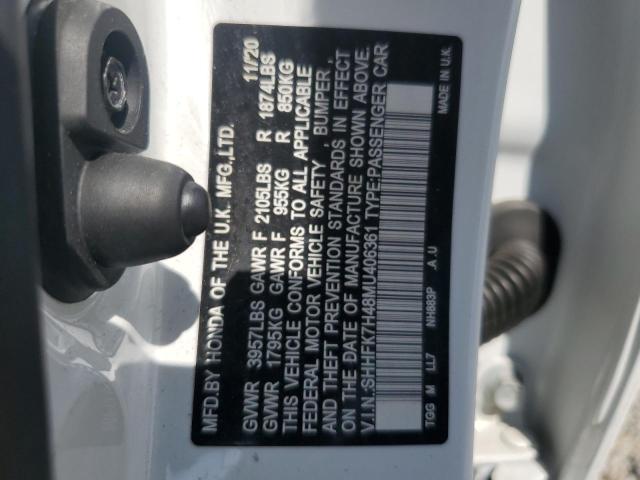 MFD.BY HONDA OF THE U.K. MFG.,LTD. 11/20
GVWR 3957LBS GAWR F 2105LBS R 1874LBS
GVWR 1795KG GAWR F 955KG R 850KG
THIS VEHICLE CONFORMS TO ALL APPLICABLE
FEDERAL MOTOR VEHICLE SAFETY , BUMPER ,
AND THEFT PREVENTION STANDARDS IN EFFECT
ON THE DATE OF MANUFACTURE SHOWN ABOVE.
V.I.N.:SHHFK7H48MU406361 TYPE:PASSENGER CAR
TGG M LL7 NH883P .A .U MADE IN U.K.